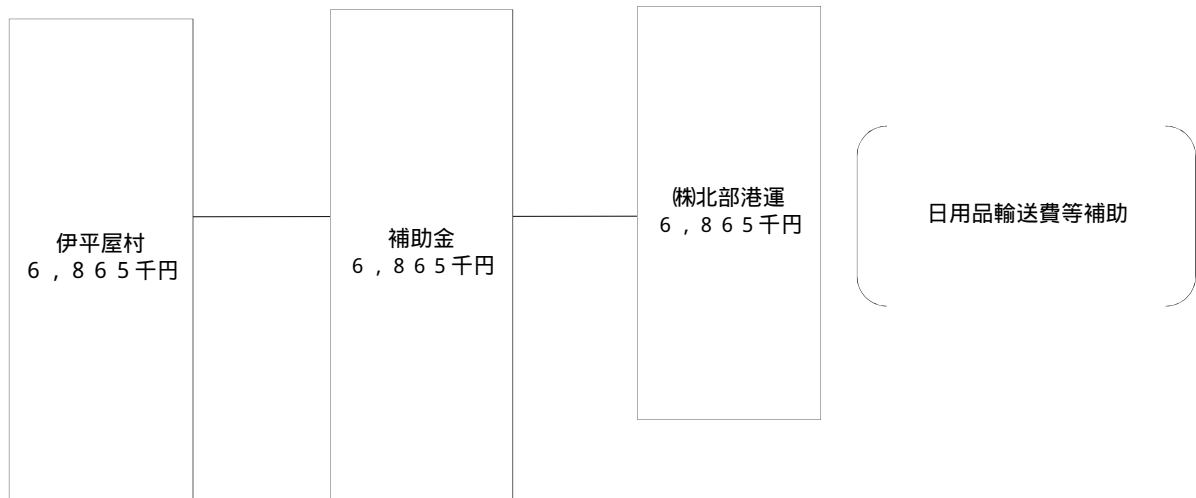 伊平屋村
６，８６５千円
補助金
６，８６５千円
㈱北部港運
６，８６５千円
日用品輸送費等補助